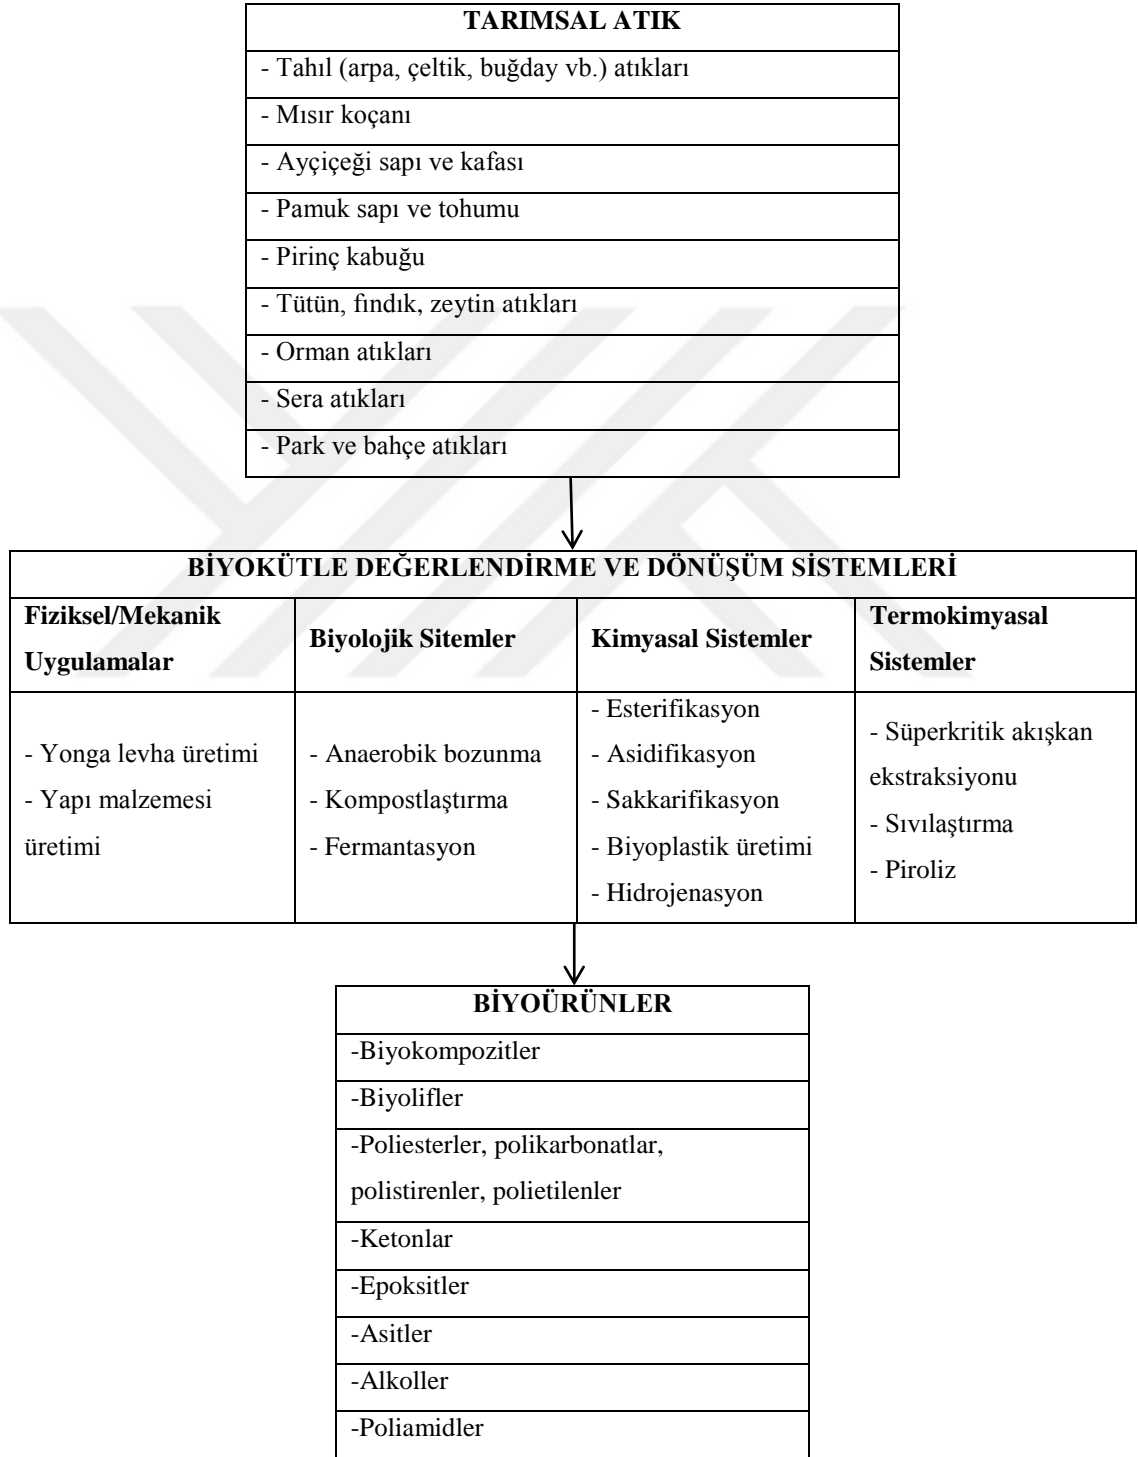 TARIMSAL ATIK
- Tahıl (arpa, çeltik, buğday vb.) atıkları
- Mısır koçanı
- Ayçiçeği sapı ve kafası
- Pamuk sapı ve tohumu
- Pirinç kabuğu
- Tütün, fındık, zeytin atıkları
- Orman atıkları
- Sera atıkları
- Park ve bahçe atıkları
BİYOKÜTLE DEĞERLENDİRME VE DÖNÜŞÜM SİSTEMLERİ
Fiziksel/Mekanik
Uygulamalar
Biyolojik Sitemler
Kimyasal Sistemler
Termokimyasal
Sistemler
- Yonga levha üretimi
- Yapı malzemesi
üretimi
- Anaerobik bozunma
- Kompostlaştırma
- Fermantasyon
- Esterifikasyon
- Asidifikasyon
- Sakkarifikasyon
- Biyoplastik üretimi
- Hidrojenasyon
- Süperkritik akışkan
ekstraksiyonu
- Sıvılaştırma
- Piroliz
BİYOÜRÜNLER
-Biyokompozitler
-Biyolifler
-Poliesterler, polikarbonatlar,
polistirenler, polietilenler
-Ketonlar
-Epoksitler
-Asitler
-Alkoller
-Poliamidler